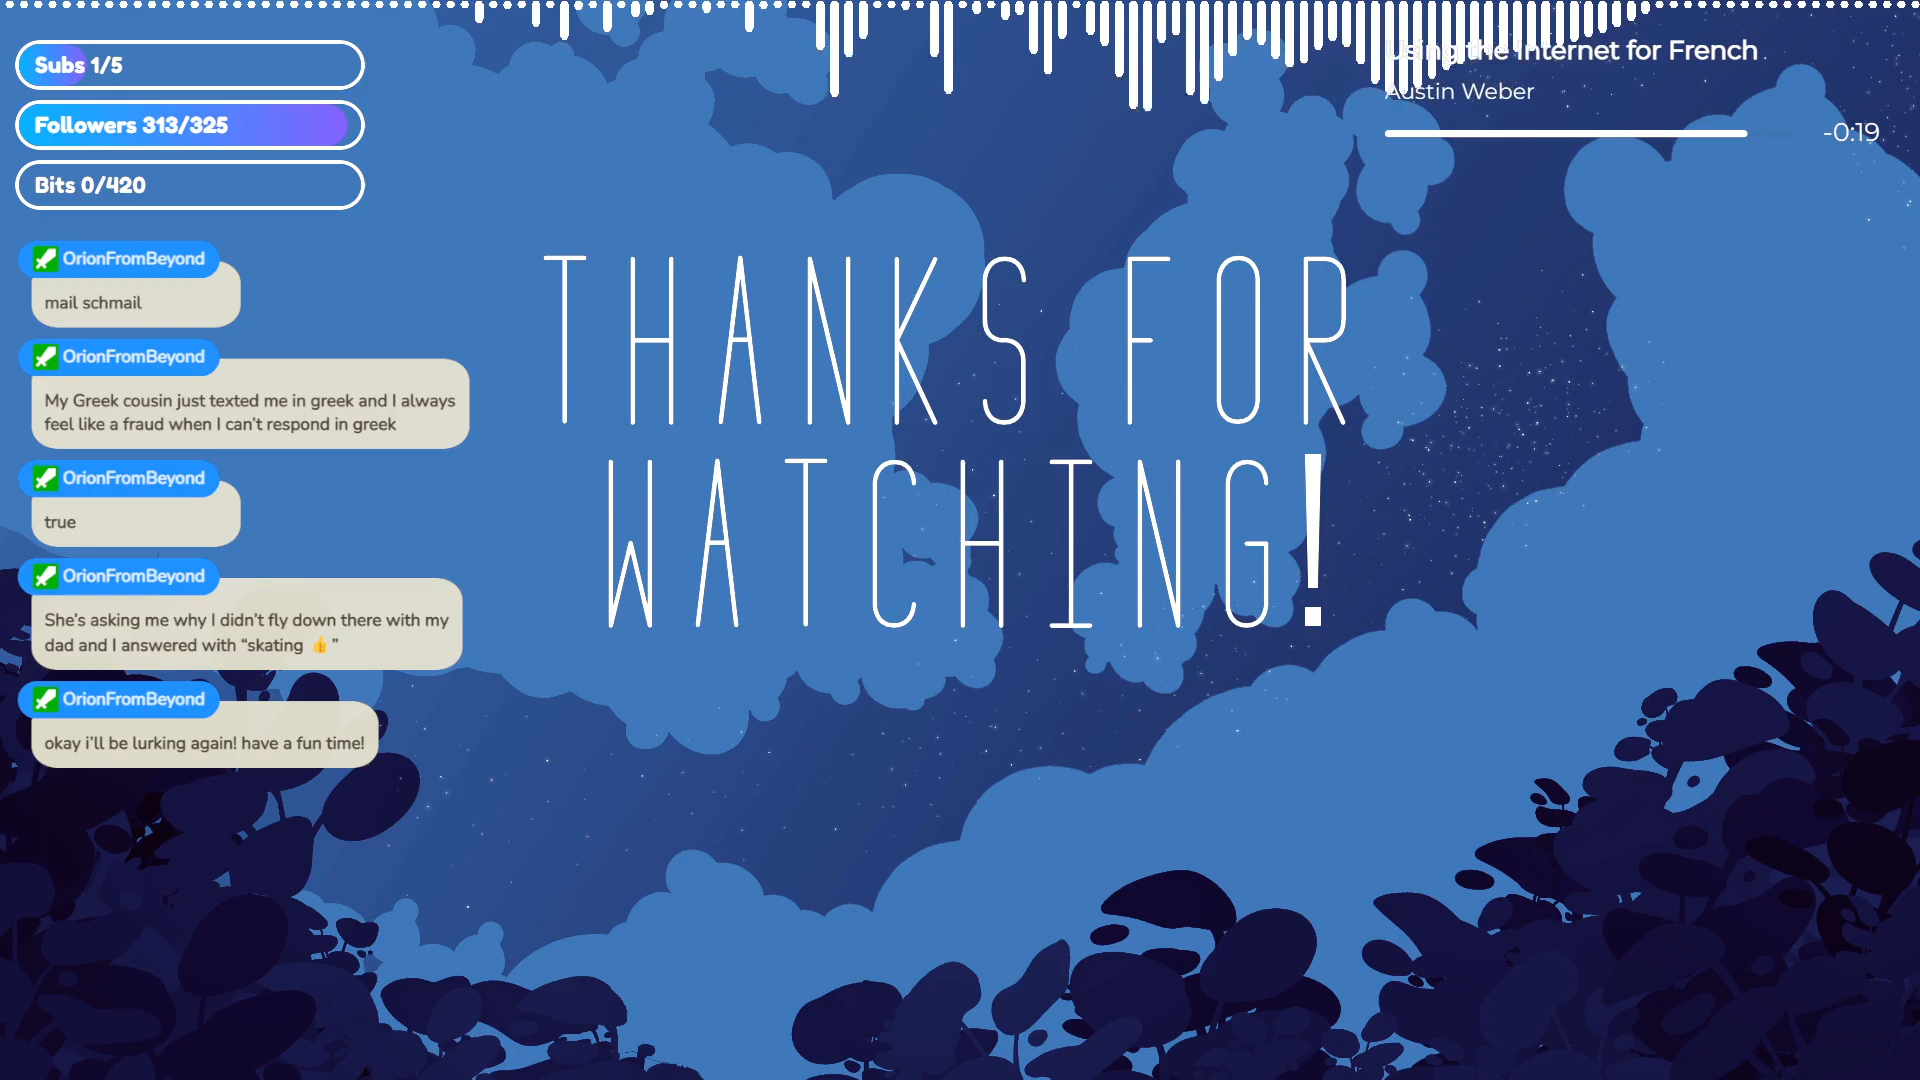 Subs 1/5
Followers 313/325
Bits 0/420
Using the Internet for French
Austin Weber
-0:19
OrionFromBeyond
mail schmail
OrionFromBeyond
My Greek cousin just texted me in greek and I always
feel like a fraud when I can't respond in greek
OrionFromBeyond
true
OrionFromBeyond
She's asking me why I didn't fly down there with my
dad and I answered with “skating 👍”
OrionFromBeyond
okay i'll be lurking again! have a fun time!
THANKS FOR
WATCHING!